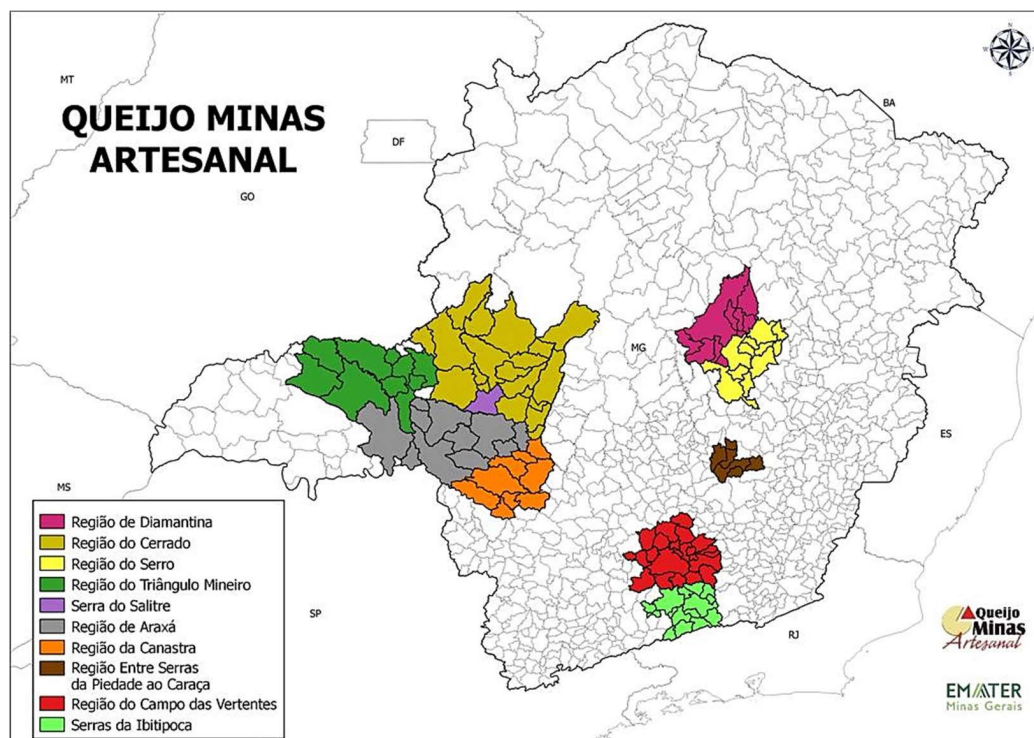 QUEIJO MINAS
ARTESANAL
MT
DF
GO
BA
MG
ES
MS
SP
RJ
N
Região de Diamantina
Região do Cerrado
Região do Serro
Região do Triângulo Mineiro
Serra do Salitre
Região de Araxá
Região da Canastra
Região Entre Serras
da Piedade ao Caraça
Região do Campo das Vertentes
Serras da Ibitipoca
Queijo
Minas
Artesanal
EMATER
Minas Gerais